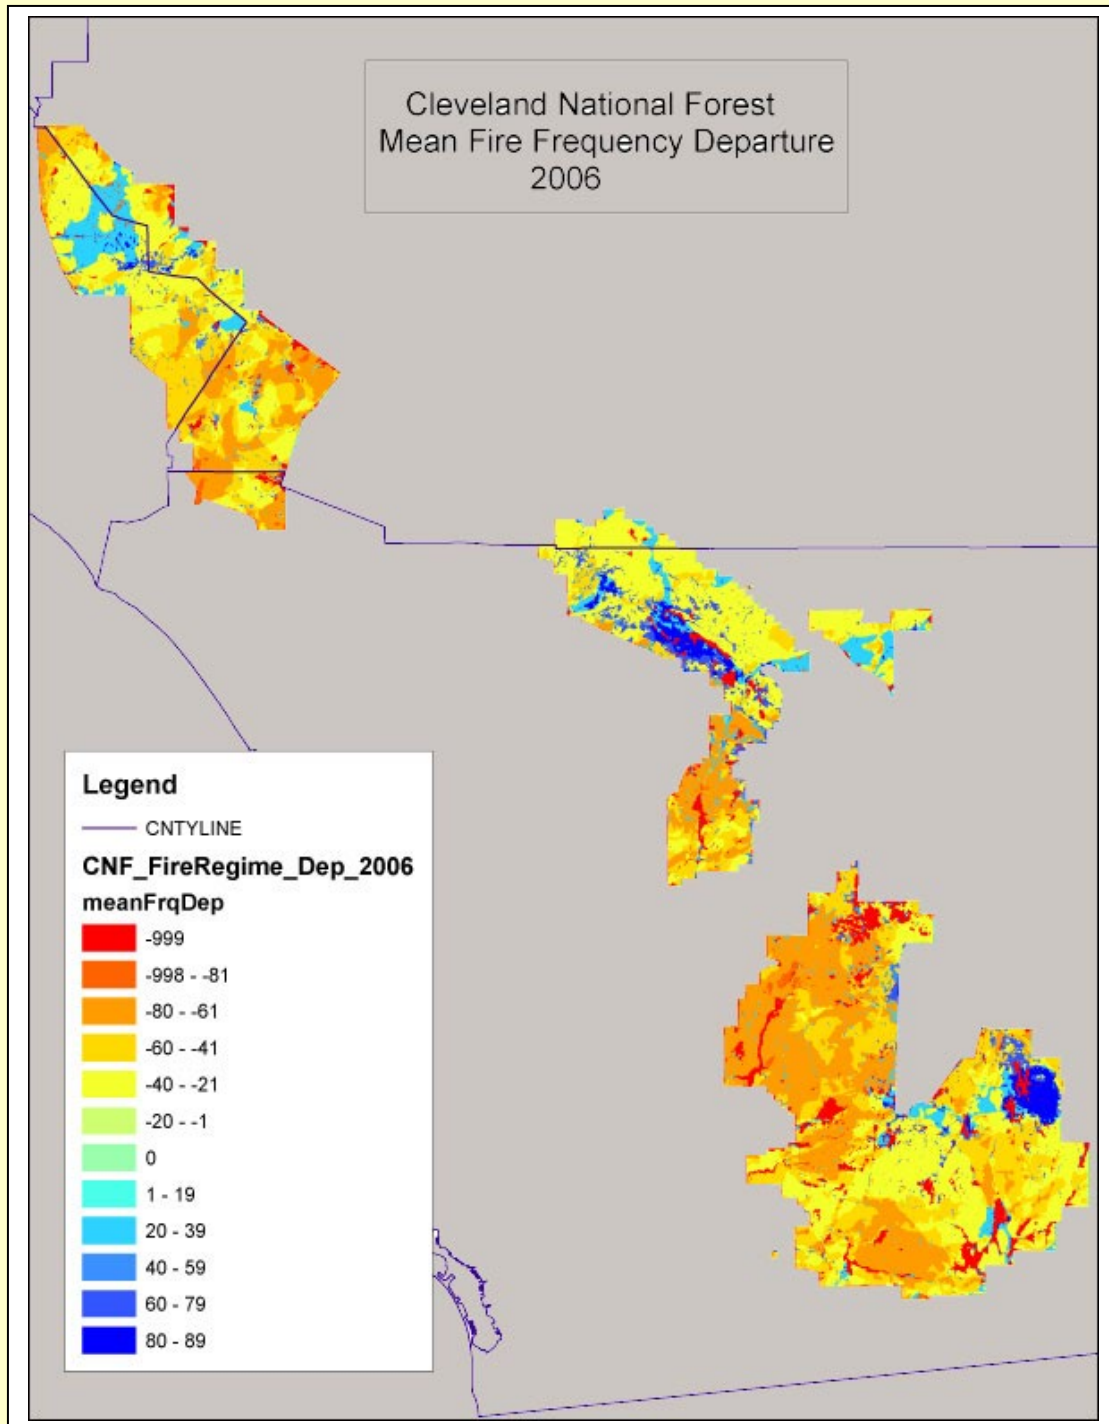 Cleveland National Forest
Mean Fire Frequency Departure
2006
Legend
CNTYLINE
CNF_FireRegime_Dep_2006
meanFrqDep
-999
-998 - -81
-80 - -61
-60 - -41
-40 - -21
-20 - -1
0
1 - 19
20 - 39
40 - 59
60 - 79
80 - 89